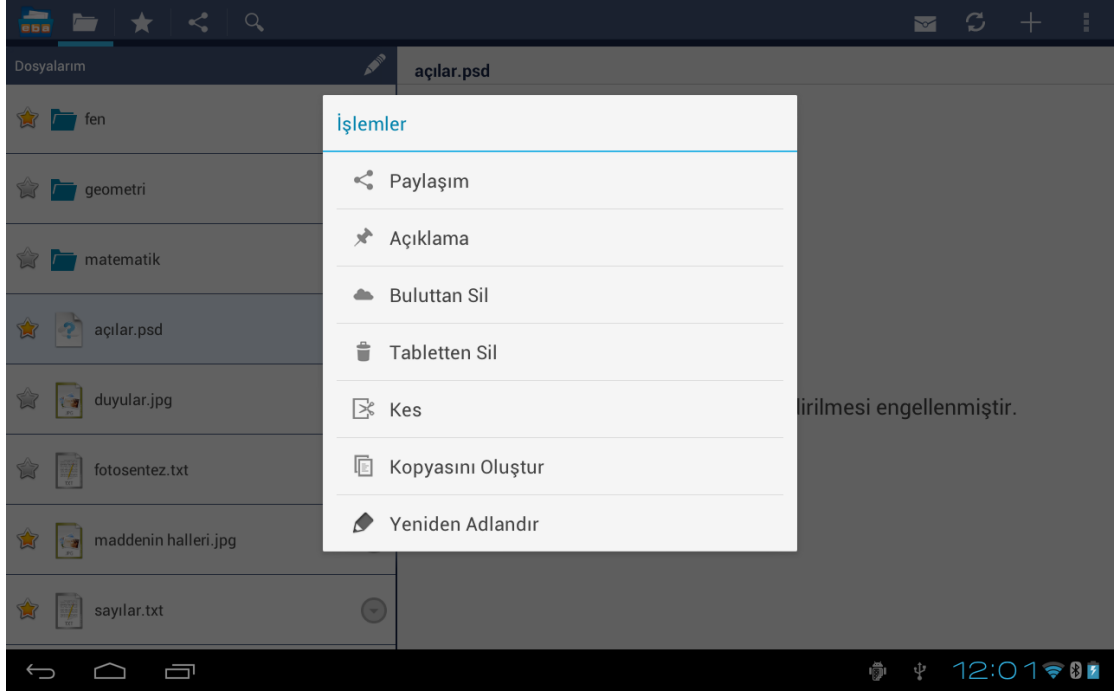 eba
Dosyalarım
açılar.psd
fen
geometri
matematik
açılar.psd
duyular.jpg
fotosentez.txt
maddenin halleri.jpg
sayılar.txt
İşlemler
Paylaşım
Açıklama
Buluttan Sil
Tabletten Sil
Kes
Kopyasını Oluştur
Yeniden Adlandır
engellenmiştir.
12:01